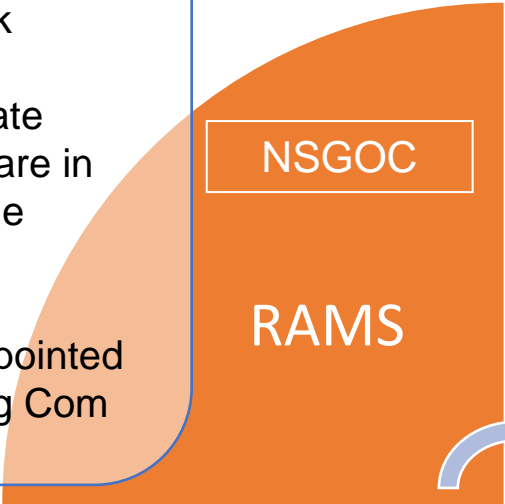 k
ate
are in
e
pointed
g Com
NSGOC
RAMS